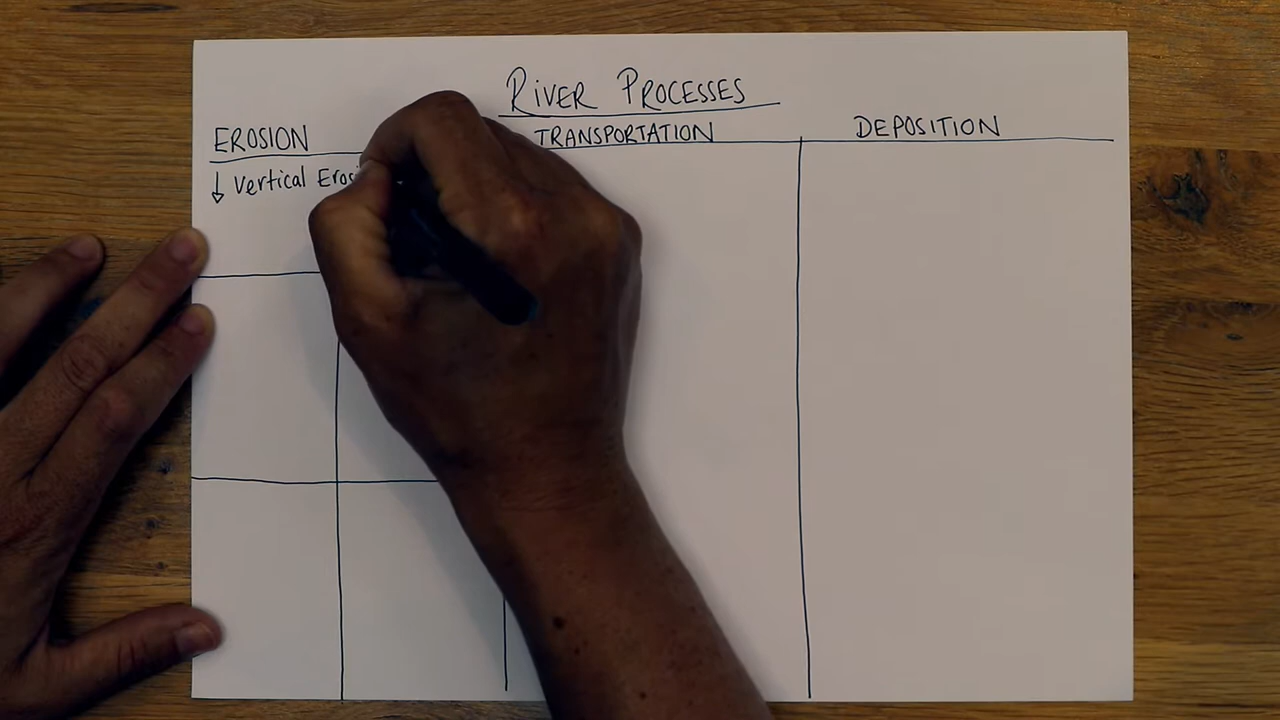 RIVER PROCESSES
EROSION
TRANSPORTATION
DEPOSITION
↓ Vertical Eros